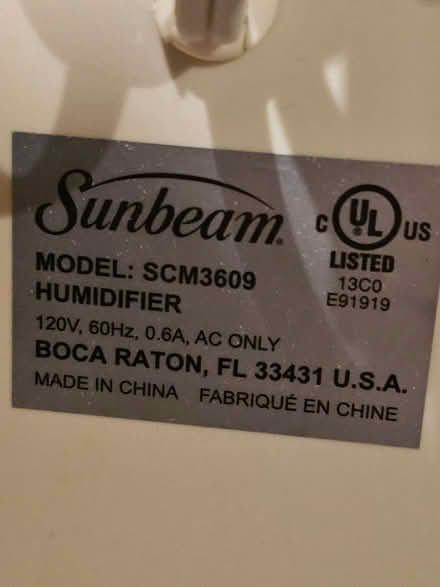 Sunbeam®
C UL® US
LISTED
13C0
E91919
MODEL: SCM3609
HUMIDIFIER
120V, 60Hz, 0.6A, AC ONLY
BOCA RATON, FL 33431 U.S.A.
MADE IN CHINA FABRIQUÉ EN CHINE